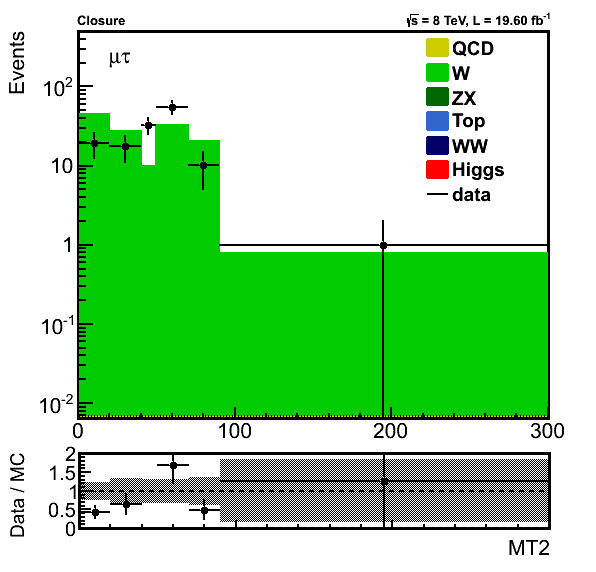 Closure
√s = 8 TeV, L = 19.60 fb⁻¹
Events
μτ
QCD
W
ZX
Top
WW
Higgs
data
10²
10
1
10⁻¹
10⁻²
0 100 200 300
Data / MC
2
1.5
1
0.5
0
MT2